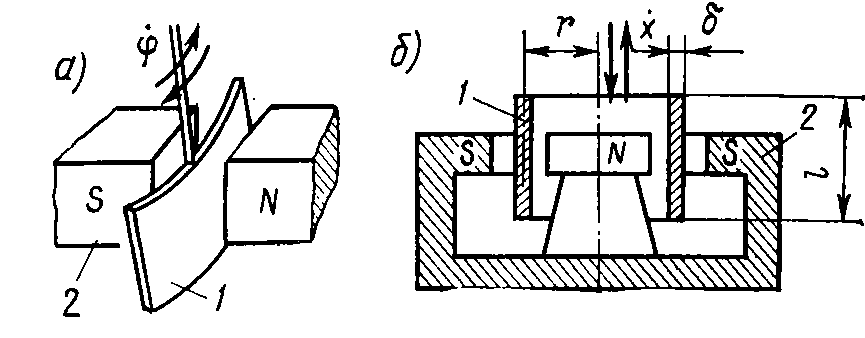 а) φ̇
S N
2 1
б) r ẋ δ
1 2
S N S
l